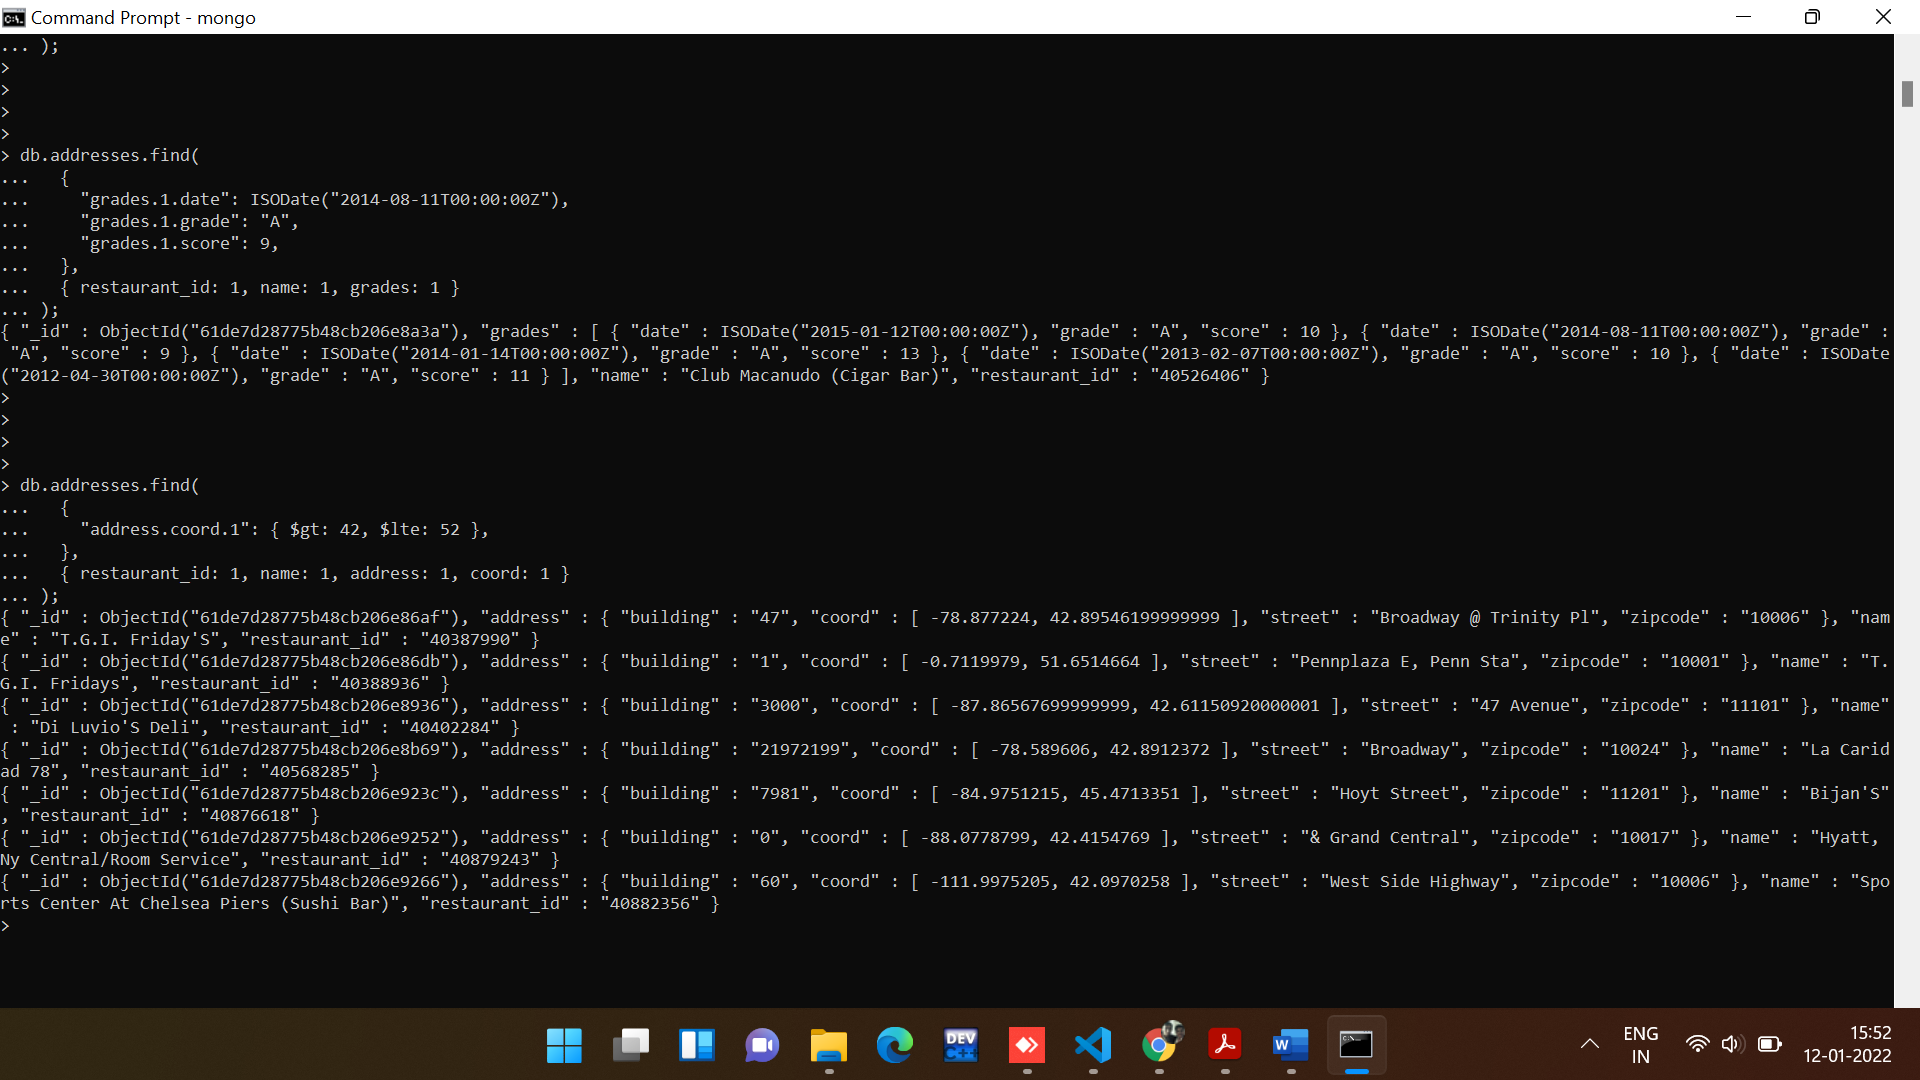 Command Prompt - mongo
... );
>
>
>
>
> db.addresses.find(
...   {
...     "grades.1.date": ISODate("2014-08-11T00:00:00Z"),
...     "grades.1.grade": "A",
...     "grades.1.score": 9,
...   },
...   { restaurant_id: 1, name: 1, grades: 1 }
... );
{ "_id" : ObjectId("61de7d28775b48cb206e8a3a"), "grades" : [ { "date" : ISODate("2015-01-12T00:00:00Z"), "grade" : "A", "score" : 10 }, { "date" : ISODate("2014-08-11T00:00:00Z"), "grade" :
 "A", "score" : 9 }, { "date" : ISODate("2014-01-14T00:00:00Z"), "grade" : "A", "score" : 13 }, { "date" : ISODate("2013-02-07T00:00:00Z"), "grade" : "A", "score" : 10 }, { "date" : ISODate
("2012-04-30T00:00:00Z"), "grade" : "A", "score" : 11 } ], "name" : "Club Macanudo (Cigar Bar)", "restaurant_id" : "40526406" }
>
>
>
>
> db.addresses.find(
...   {
...     "address.coord.1": { $gt: 42, $lte: 52 },
...   },
...   { restaurant_id: 1, name: 1, address: 1, coord: 1 }
... );
{ "_id" : ObjectId("61de7d28775b48cb206e86af"), "address" : { "building" : "47", "coord" : [ -78.877224, 42.89546199999999 ], "street" : "Broadway @ Trinity Pl", "zipcode" : "10006" }, "nam
e" : "T.G.I. Friday'S", "restaurant_id" : "40387990" }
{ "_id" : ObjectId("61de7d28775b48cb206e86db"), "address" : { "building" : "1", "coord" : [ -0.7119979, 51.6514664 ], "street" : "Pennplaza E, Penn Sta", "zipcode" : "10001" }, "name" : "T.
G.I. Fridays", "restaurant_id" : "40388936" }
{ "_id" : ObjectId("61de7d28775b48cb206e8936"), "address" : { "building" : "3000", "coord" : [ -87.86567699999999, 42.61150920000001 ], "street" : "47 Avenue", "zipcode" : "11101" }, "name"
 : "Di Luvio'S Deli", "restaurant_id" : "40402284" }
{ "_id" : ObjectId("61de7d28775b48cb206e8b69"), "address" : { "building" : "21972199", "coord" : [ -78.589606, 42.8912372 ], "street" : "Broadway", "zipcode" : "10024" }, "name" : "La Carid
ad 78", "restaurant_id" : "40568285" }
{ "_id" : ObjectId("61de7d28775b48cb206e923c"), "address" : { "building" : "7981", "coord" : [ -84.9751215, 45.4713351 ], "street" : "Hoyt Street", "zipcode" : "11201" }, "name" : "Bijan'S"
, "restaurant_id" : "40876618" }
{ "_id" : ObjectId("61de7d28775b48cb206e9252"), "address" : { "building" : "0", "coord" : [ -88.0778799, 42.4154769 ], "street" : "& Grand Central", "zipcode" : "10017" }, "name" : "Hyatt,
Ny Central/Room Service", "restaurant_id" : "40879243" }
{ "_id" : ObjectId("61de7d28775b48cb206e9266"), "address" : { "building" : "60", "coord" : [ -111.9975205, 42.0970258 ], "street" : "West Side Highway", "zipcode" : "10006" }, "name" : "Spo
rts Center At Chelsea Piers (Sushi Bar)", "restaurant_id" : "40882356" }
>
DEV
C++
W
ENG
IN
15:52
12-01-2022